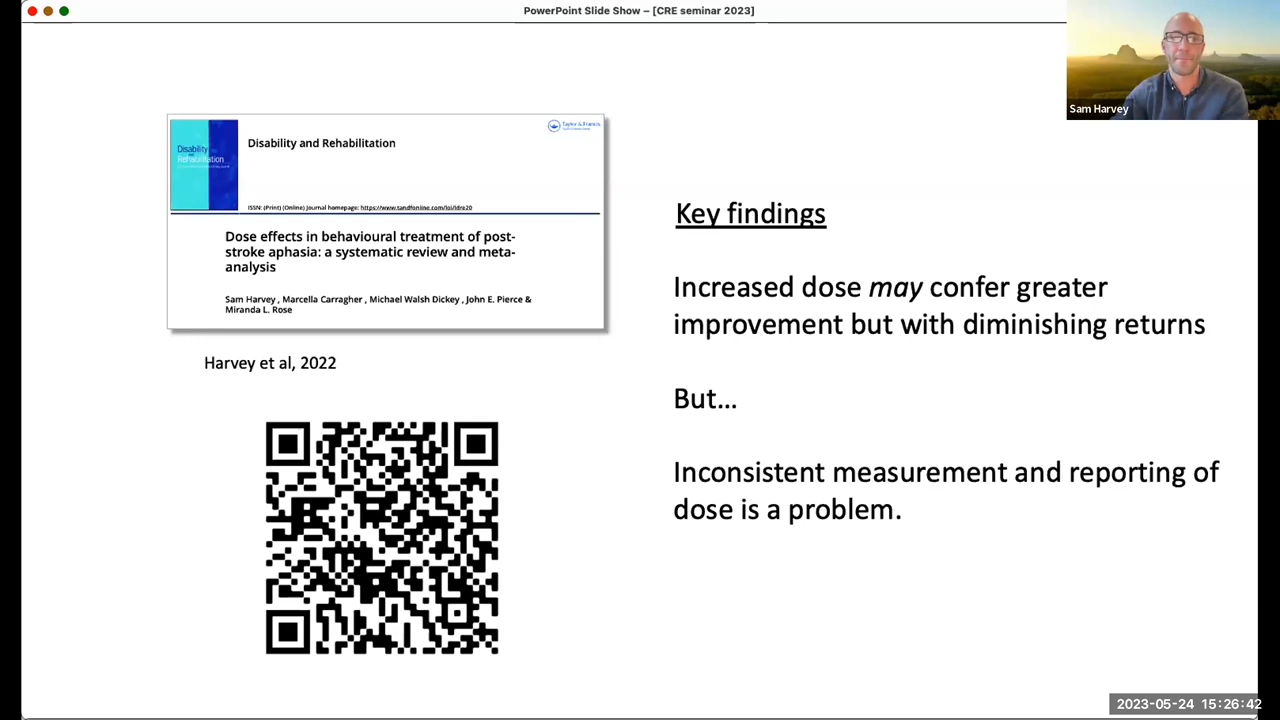 PowerPoint Slide Show – [CRE seminar 2023]
Sam Harvey
Disability and Rehabilitation
Taylor & Francis
Disability
and
Rehabilitation
ISSN: (Print) (Online) Journal homepage: https://www.tandfonline.com/loi/idre20
Dose effects in behavioural treatment of post-
stroke aphasia: a systematic review and meta-
analysis
Sam Harvey , Marcella Carragher , Michael Walsh Dickey , John E. Pierce &
Miranda L. Rose
Harvey et al, 2022
Key findings
Increased dose may confer greater
improvement but with diminishing returns
But…
Inconsistent measurement and reporting of
dose is a problem.
2023-05-24 15:26:42